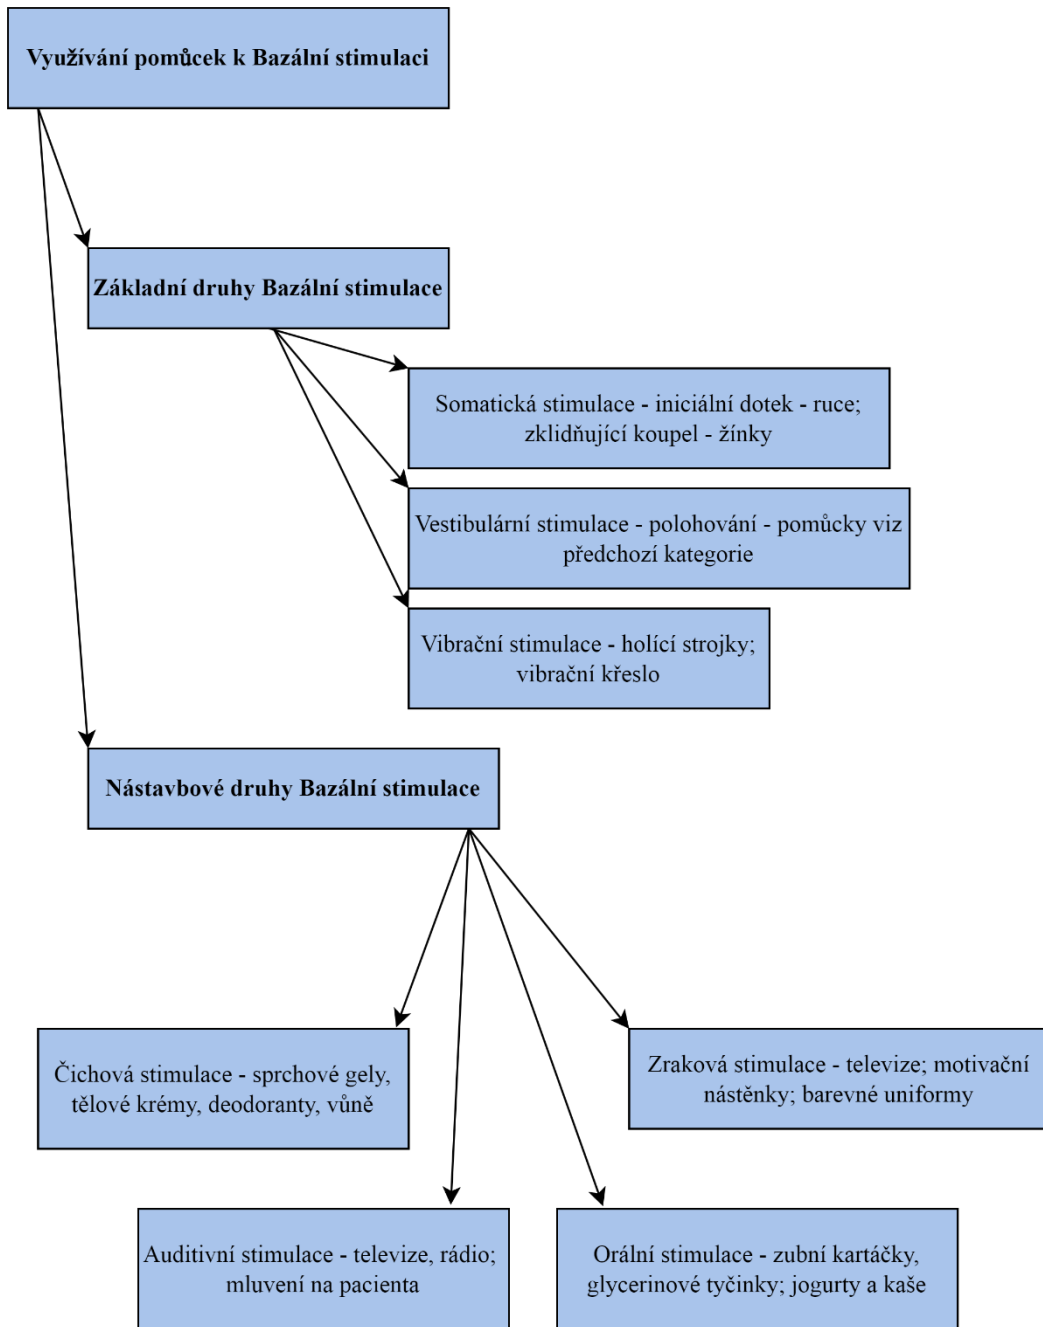 Využívání pomůcek k Bazální stimulaci
Základní druhy Bazální stimulace
Somatická stimulace - iniciální dotek - ruce;
zklidňující koupel - žínky
Vestibulární stimulace - polohování - pomůcky viz
předchozí kategorie
Vibrační stimulace - holící strojky;
vibrační křeslo
Nástavbové druhy Bazální stimulace
Čichová stimulace - sprchové gely,
tělové krémy, deodoranty, vůně
Zraková stimulace - televize; motivační
nástěnky; barevné uniformy
Auditivní stimulace - televize, rádio;
mluvení na pacienta
Orální stimulace - zubní kartáčky,
glycerinové tyčinky; jogurty a kaše